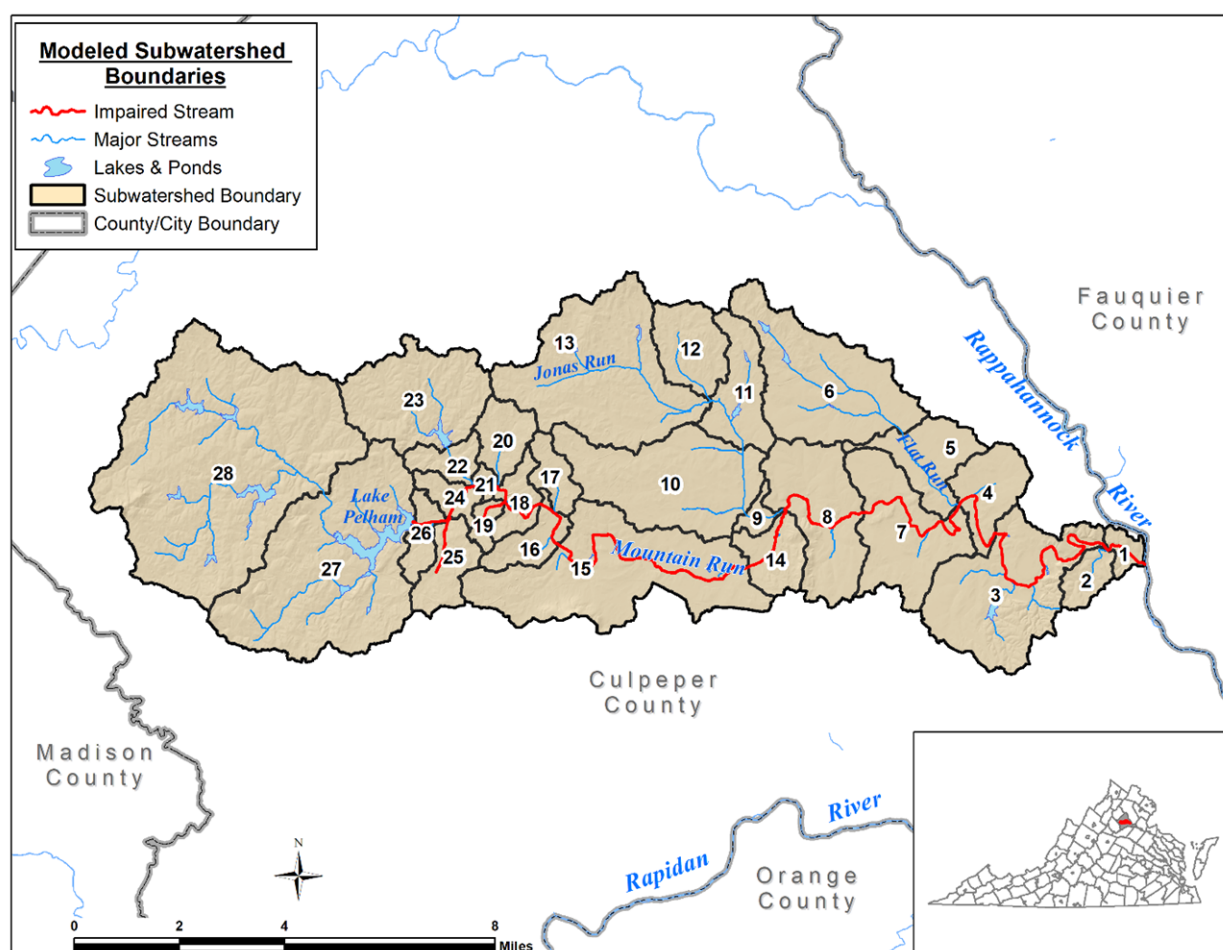 Modeled Subwatershed
Boundaries
Impaired Stream
Major Streams
Lakes & Ponds
Subwatershed Boundary
County/City Boundary
Fauquier
County
Rappahannock
River
13
12
Jonas Run
11
6
23
20
5
Flat Run
22
17
28
21
10
4
Lake
Pelham
24
18
9
8
7
26
19
16
Mountain Run
14
1
25
15
2
27
3
Culpeper
County
Madison
County
River
Rapidan
Orange
County
0
2
4
8
Miles